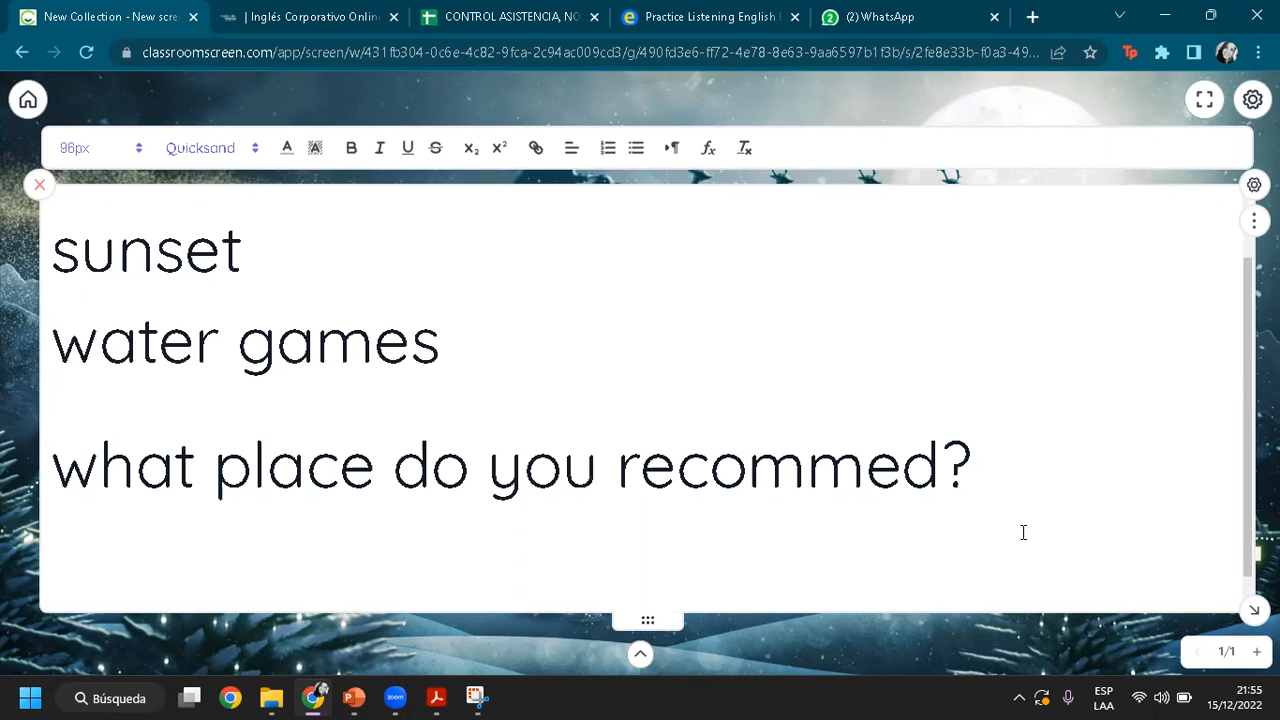 New Collection - New scre
| Inglés Corporativo Online
CONTROL ASISTENCIA, NO
Practice Listening English E
(2) WhatsApp
classroomscreen.com/app/screen/w/431fb304-0c6e-4c82-9fca-2c94ac009cd3/g/490fd3e6-ff72-4e78-8e63-9aa6597b1f3b/s/2fe8e33b-f0a3-49...
96px
Quicksand
sunset
water games
what place do you recommed?
1/1
Búsqueda
ESP
LAA
21:55
15/12/2022